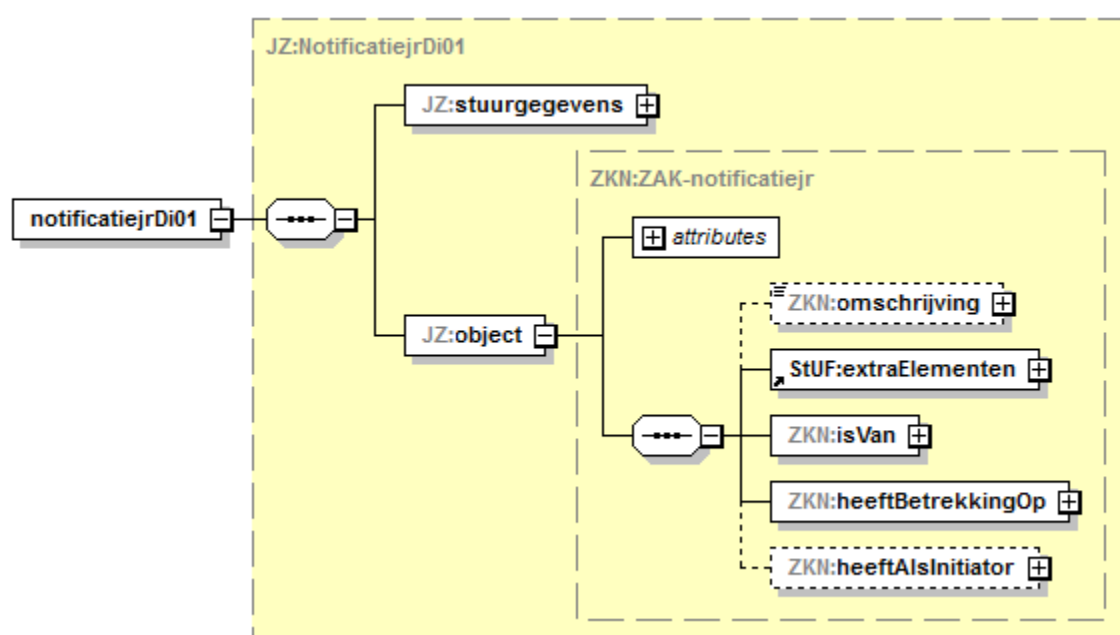 JZ:NotificatiejrDi01
JZ:stuurgegevens
ZKN:ZAK-notificatiejr
notificatiejrDi01
attributes
ZKN:omschrijving
JZ:object
StUF:extraElementen
ZKN:isVan
ZKN:heeftBetrekkingOp
ZKN:heeftAlsInitiator